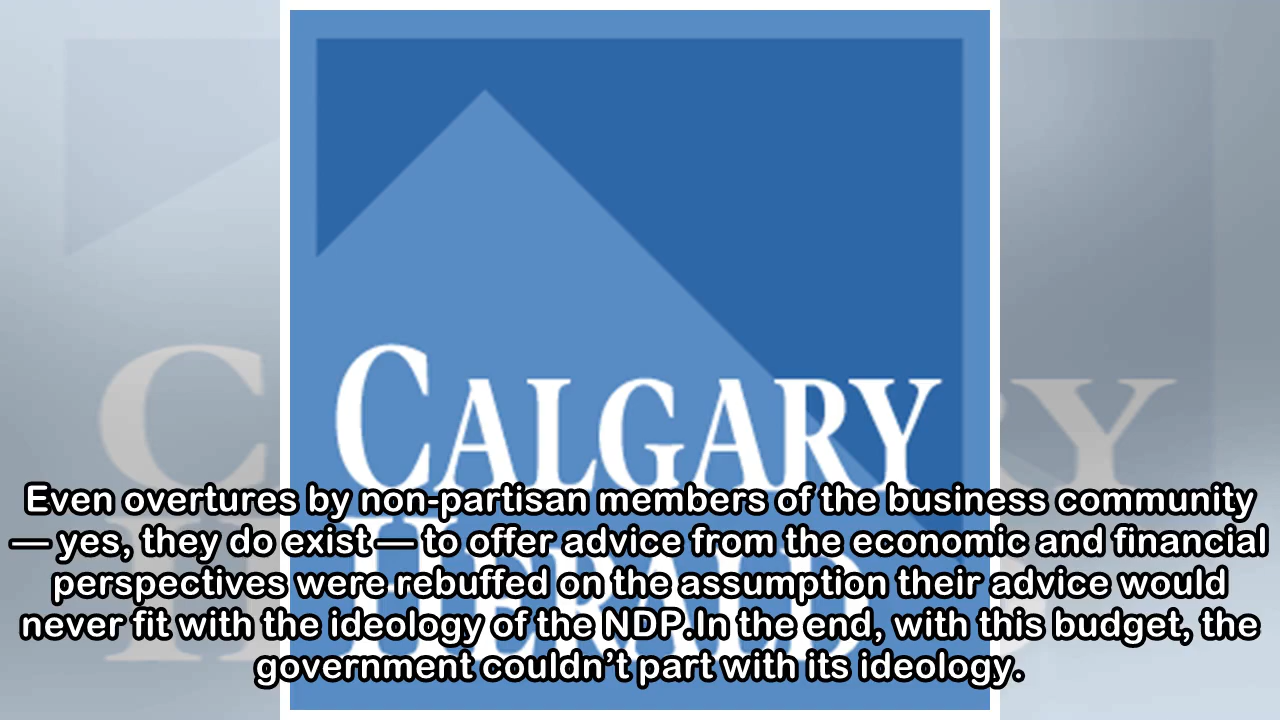 CALGARY
HERALD
Even overtures by non-partisan members of the business community
— yes, they do exist — to offer advice from the economic and financial
perspectives were rebuffed on the assumption their advice would
never fit with the ideology of the NDP.In the end, with this budget, the
government couldn’t part with its ideology.